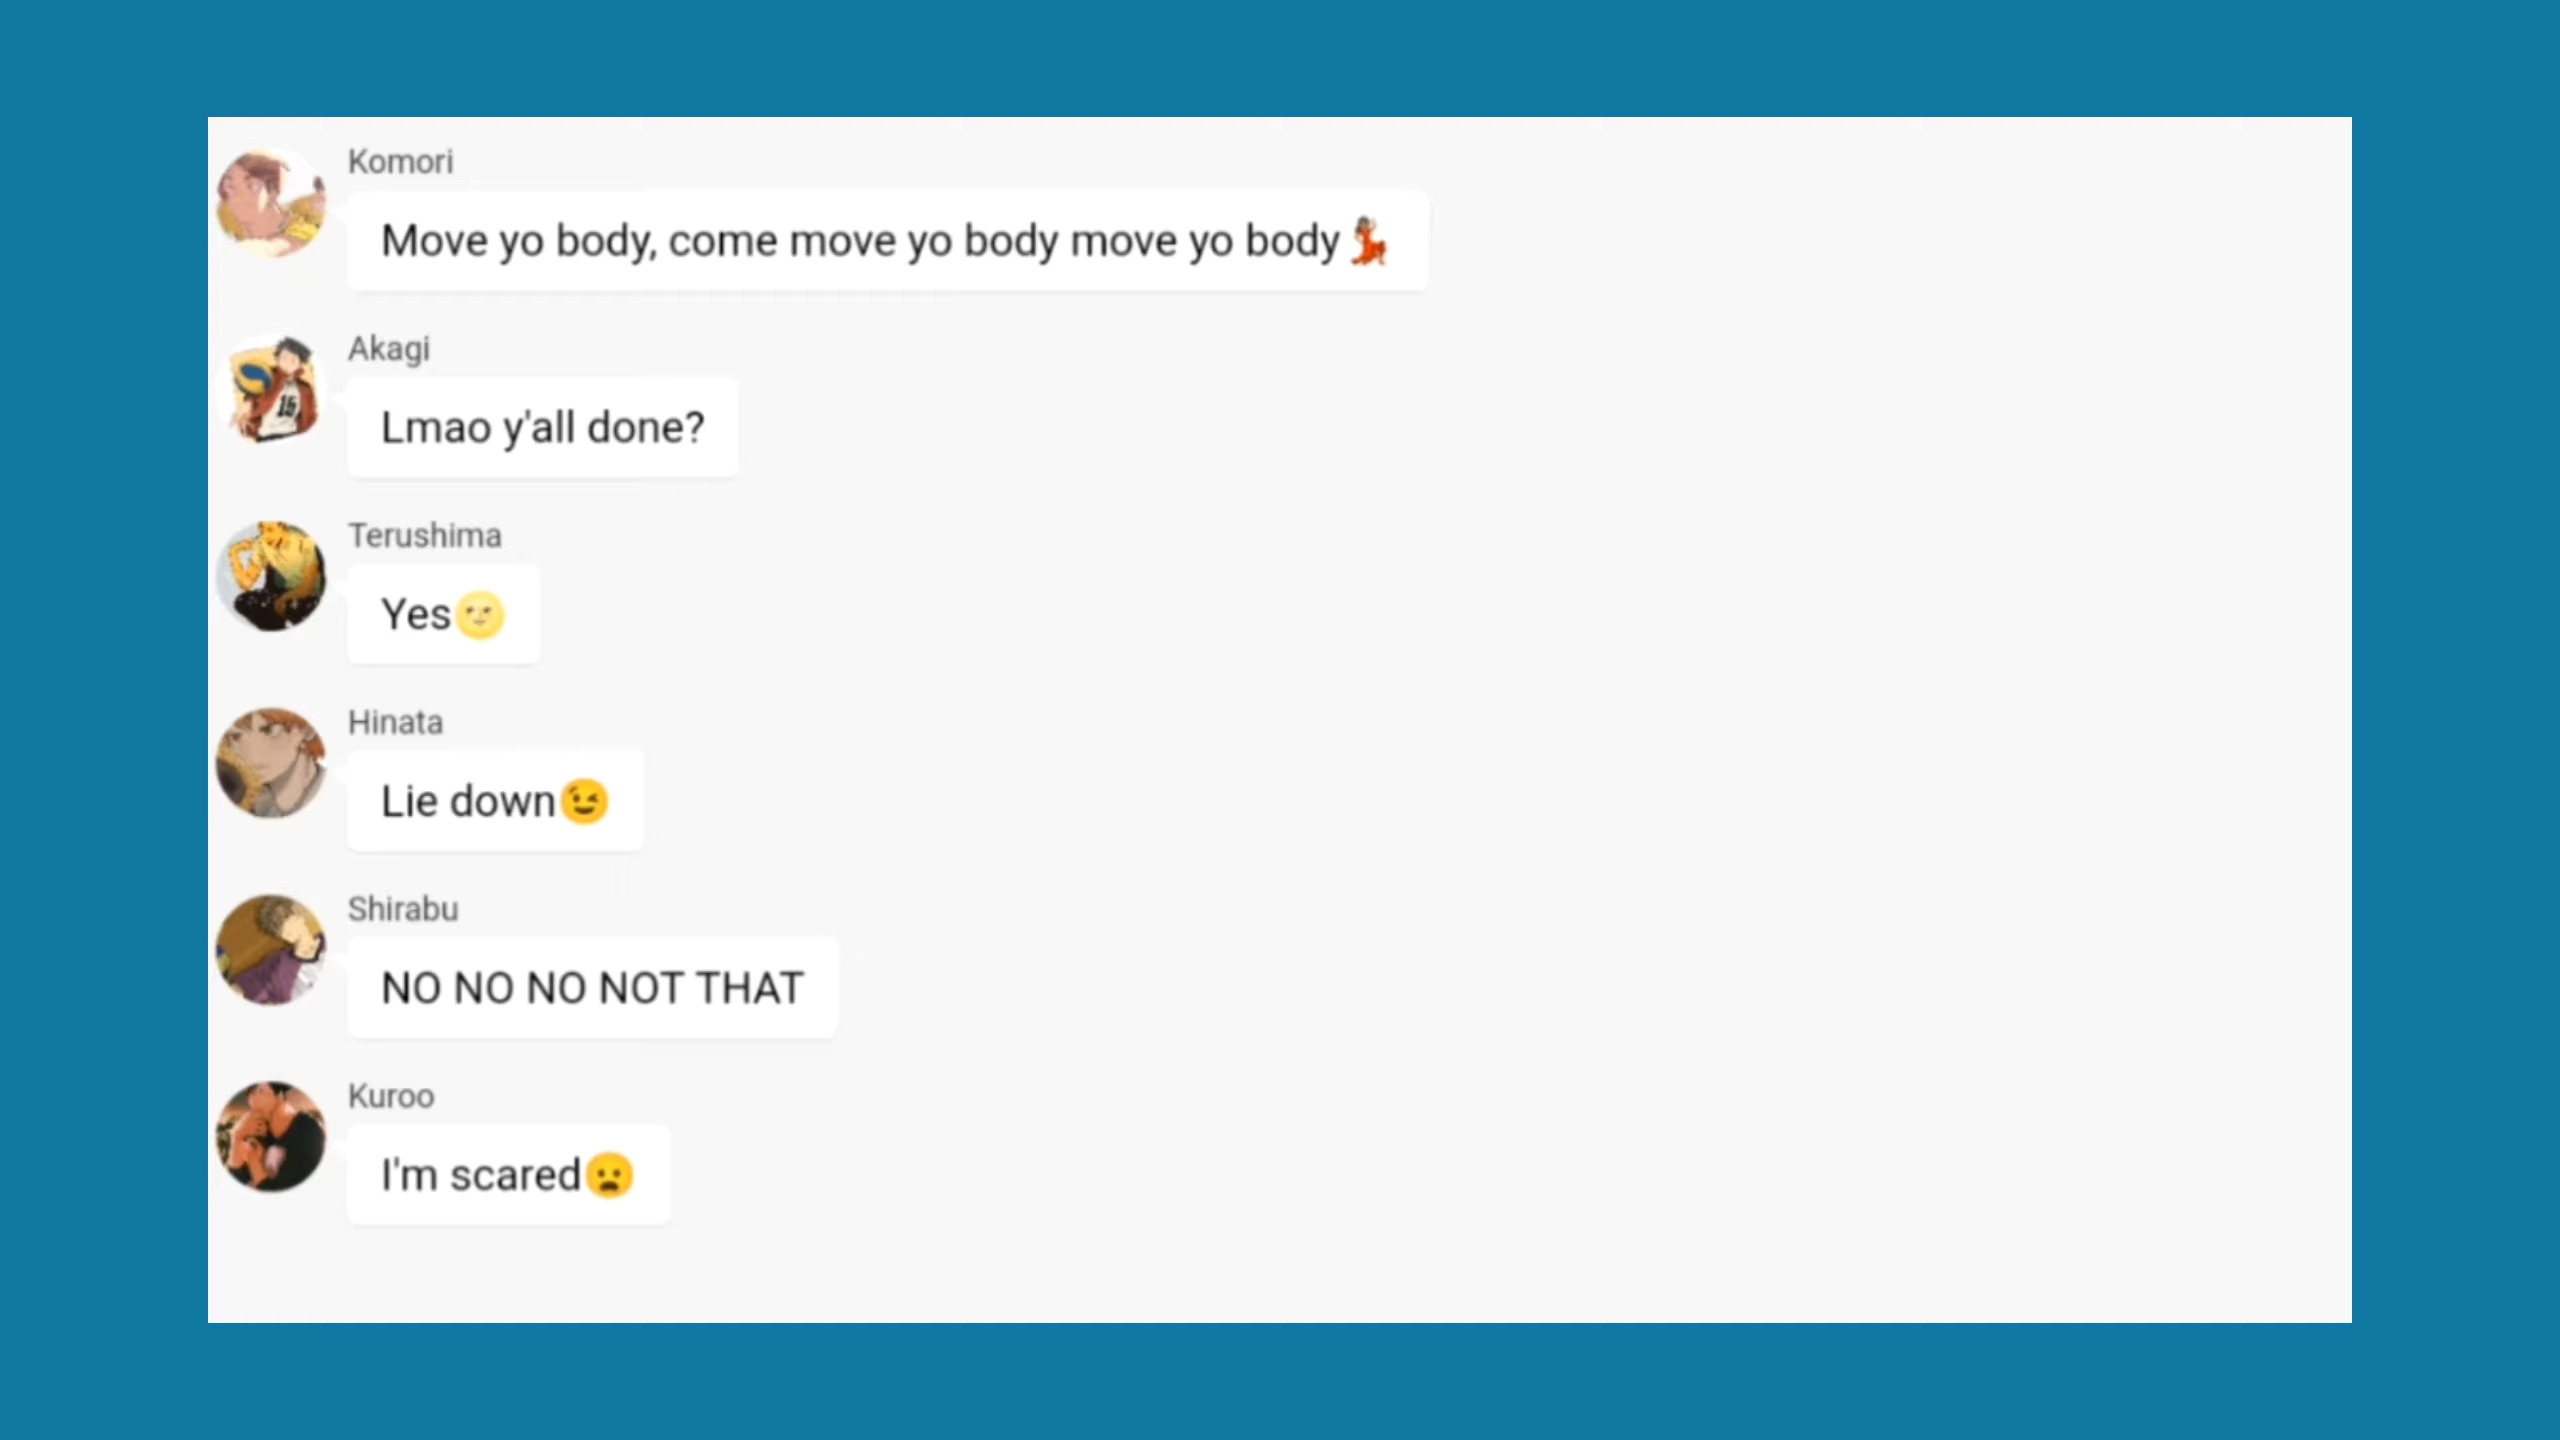 Komori
Move yo body, come move yo body move yo body💃
Akagi
Lmao y'all done?
Terushima
Yes🌝
Hinata
Lie down😉
Shirabu
NO NO NO NOT THAT
Kuroo
I'm scared😦